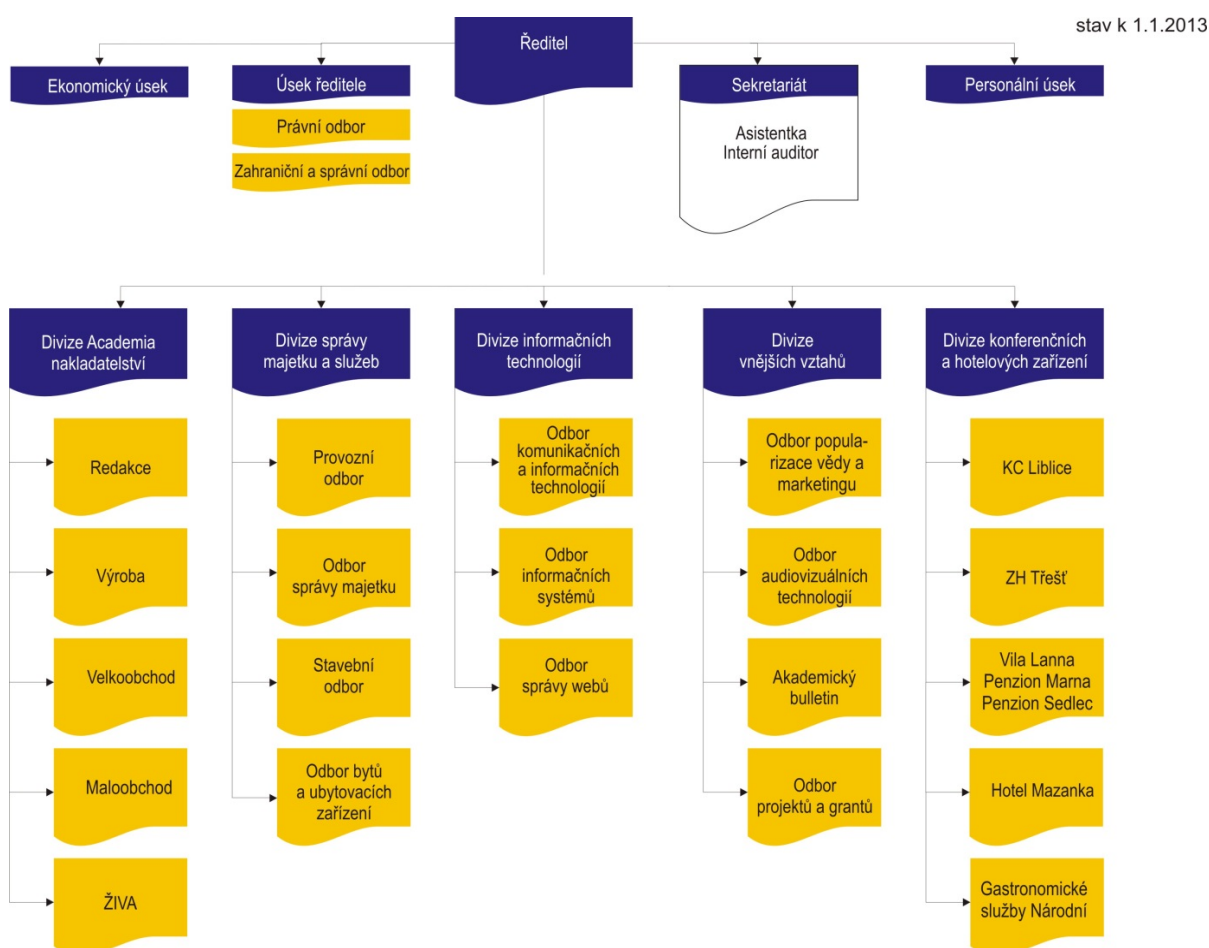 stav k 1.1.2013
Ředitel
Ekonomický úsek
Úsek ředitele
Právní odbor
Zahraniční a správní odbor
Sekretariát
Asistentka
Interní auditor
Personální úsek
Divize Academia
nakladatelství
Redakce
Výroba
Velkoobchod
Maloobchod
ŽIVA
Divize správy
majetku a služeb
Provozní
odbor
Odbor
správy majetku
Stavební
odbor
Odbor bytů
a ubytovacích
zařízení
Divize informačních
technologií
Odbor
komunikačních
a informačních
technologií
Odbor
informačních
systémů
Odbor
správy webů
Divize
vnějších vztahů
Odbor popula-
rizace vědy a
marketingu
Odbor
audiovizuálních
technologií
Akademický
bulletin
Odbor
projektů a grantů
Divize konferenčních
a hotelových zařízení
KC Liblice
ZH Třešť
Vila Lanna
Penzion Marna
Penzion Sedlec
Hotel Mazanka
Gastronomické
služby Národní